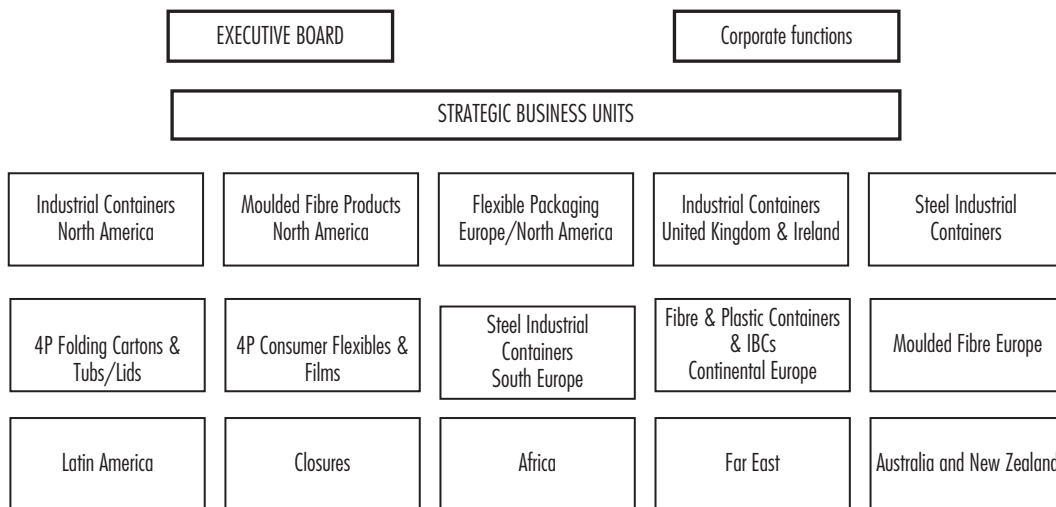 EXECUTIVE BOARD
Corporate functions
STRATEGIC BUSINESS UNITS
Industrial Containers
North America
Moulded Fibre Products
North America
Flexible Packaging
Europe/North America
Industrial Containers
United Kingdom & Ireland
Steel Industrial
Containers
4P Folding Cartons &
Tubs/Lids
4P Consumer Flexibles &
Films
Steel Industrial
Containers
South Europe
Fibre & Plastic Containers
& IBCs
Continental Europe
Moulded Fibre Europe
Latin America
Closures
Africa
Far East
Australia and New Zealand